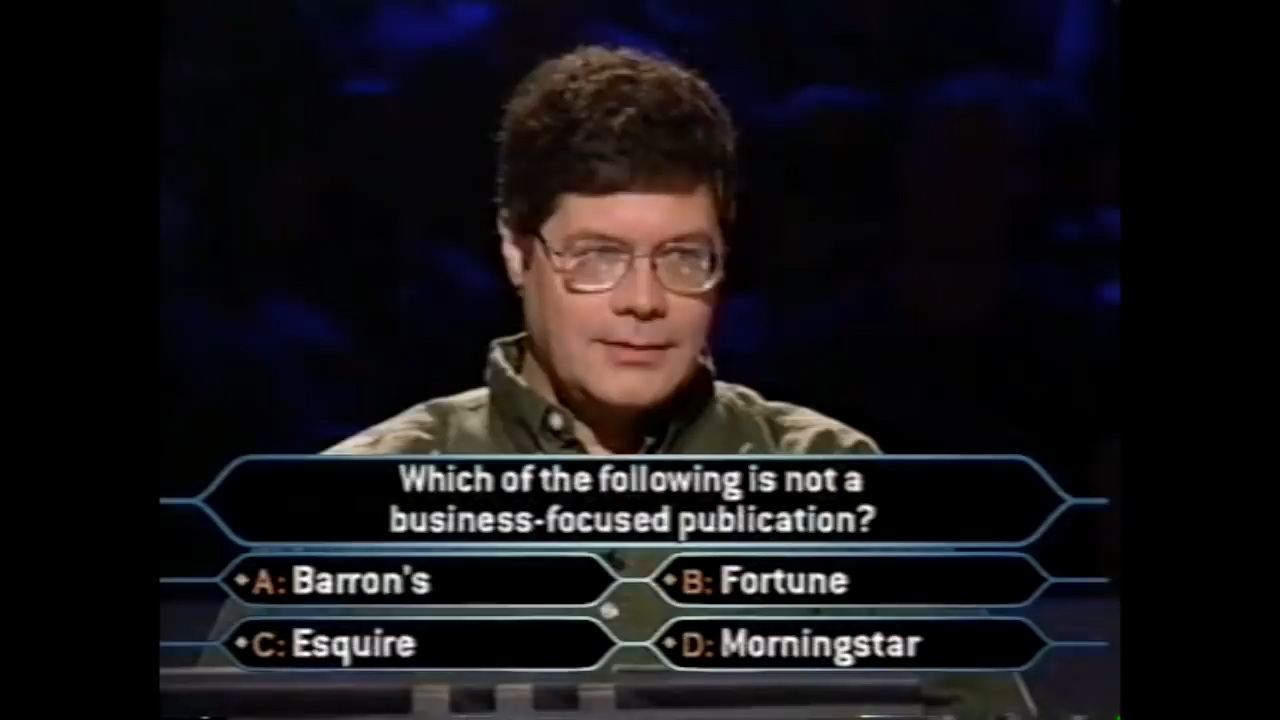 Which of the following is not a
business-focused publication?
A: Barron's
B: Fortune
C: Esquire
D: Morningstar